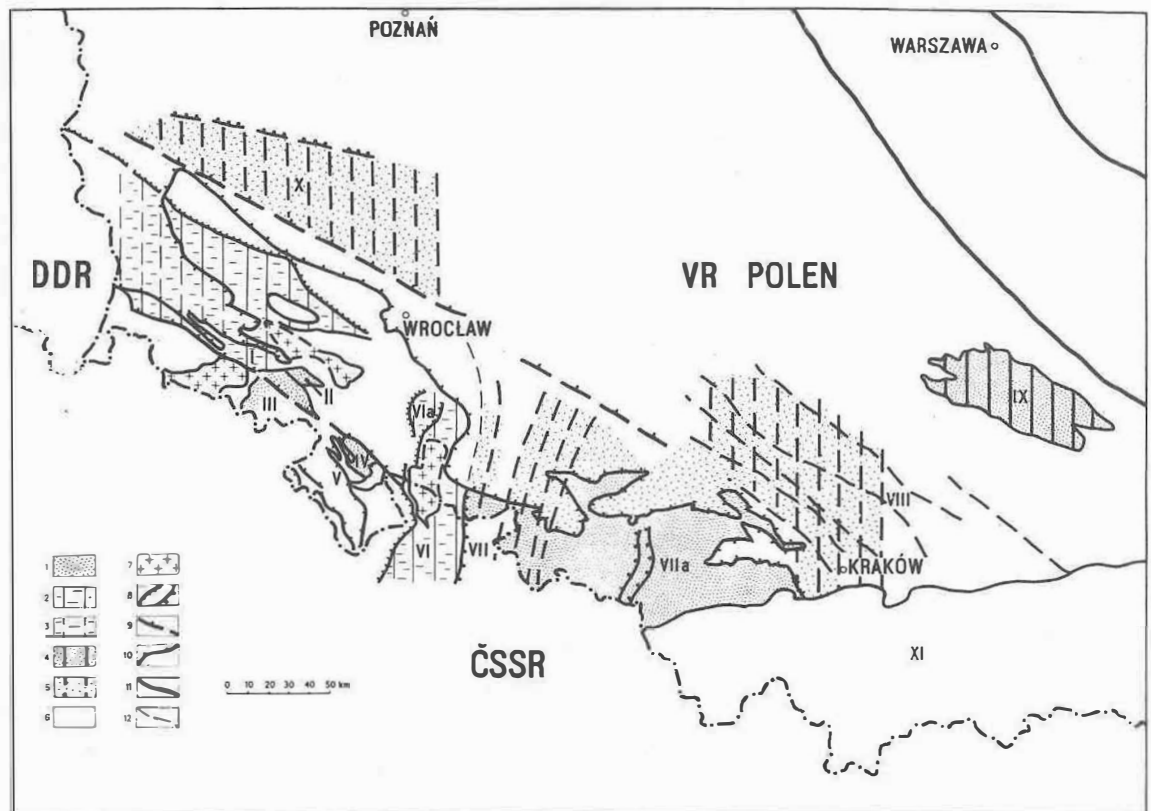 POZNAŃ
WARSZAWA
X
DDR
VR POLEN
WROCŁAW
I
II
III
IX
VIa
IV
V
VIII
VI
VII
VIIa
KRAKÓW
ČSSR
XI
1 7
2 8
3 9
4 10
5 11
6 12
0 10 20 30 40 50 km